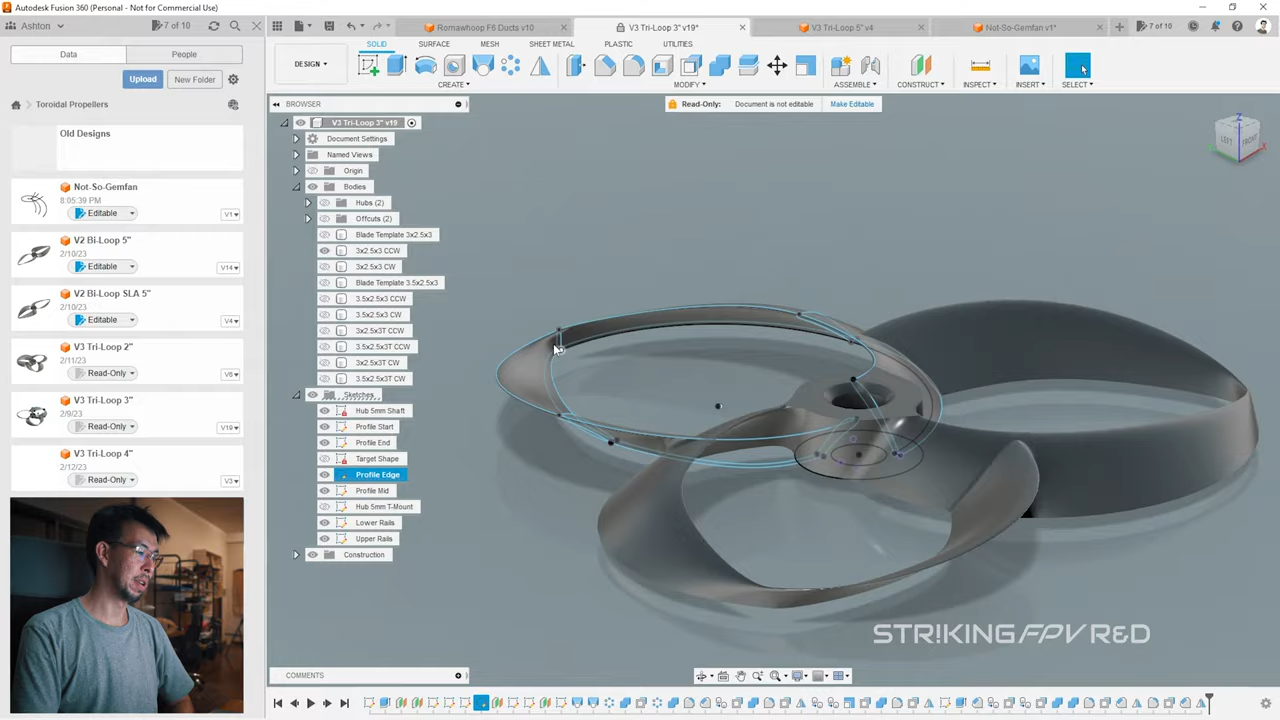 Autodesk Fusion 360 (Personal - Not for Commercial Use)
Ashton
7 of 10
Romawhoop F6 Ducts v10
V3 Tri-Loop 3" v19*
V3 Tri-Loop 5" v4
Not-So-Gemfan v1*
7 of 10
Data
People
SOLID
SURFACE
MESH
SHEET METAL
PLASTIC
UTILITIES
Upload
New Folder
DESIGN
CREATE
MODIFY
ASSEMBLE
CONSTRUCT
INSPECT
INSERT
SELECT
Toroidal Propellers
BROWSER
Read-Only:
Document is not editable
Make Editable
Old Designs
Not-So-Gemfan
8:05:39 PM
Editable
V1
V2 Bi-Loop 5"
2/10/23
Editable
V14
V2 Bi-Loop SLA 5"
2/10/23
Editable
V4
V3 Tri-Loop 2"
2/11/23
Read-Only
V6
V3 Tri-Loop 3"
2/9/23
Read-Only
V19
V3 Tri-Loop 4"
2/12/23
Read-Only
V3
V3 Tri-Loop 3" v19
Document Settings
Named Views
Origin
Bodies
Hubs (2)
Offcuts (2)
Blade Template 3x2.5x3
3x2.5x3 CCW
3x2.5x3 CW
Blade Template 3.5x2.5x3
3.5x2.5x3 CCW
3.5x2.5x3 CW
3x2.5x3T CCW
3.5x2.5x3T CCW
3x2.5x3T CW
3.5x2.5x3T CW
Sketches
Hub 5mm Shaft
Profile Start
Profile End
Target Shape
Profile Edge
Profile Mid
Hub 5mm T-Mount
Lower Rails
Upper Rails
Construction
Z
LEFT
FRONT
X
Y
STR!KINGFPV R&D
COMMENTS